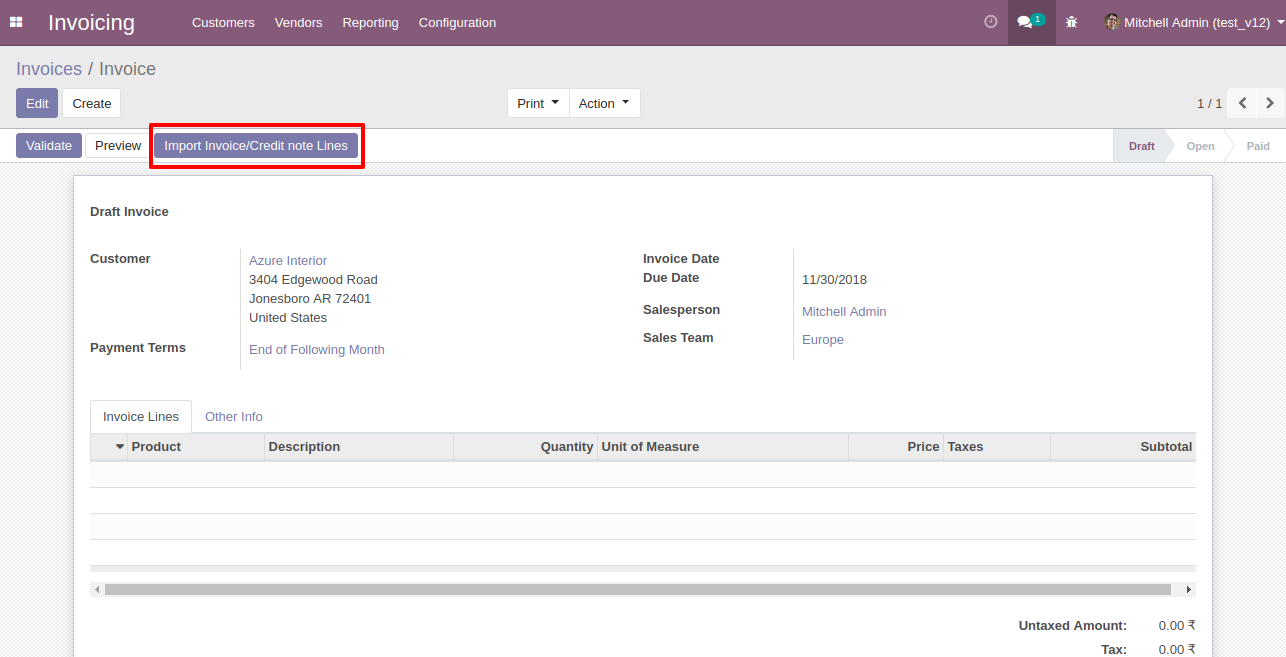 Invoicing Customers Vendors Reporting Configuration 1 Mitchell Admin (test_v12)
Invoices / Invoice
Edit Create Print Action 1 / 1
Validate Preview Import Invoice/Credit note Lines Draft Open Paid
Draft Invoice
Customer Azure Interior Invoice Date
3404 Edgewood Road Due Date 11/30/2018
Jonesboro AR 72401
United States Salesperson Mitchell Admin
Payment Terms End of Following Month Sales Team Europe
Invoice Lines Other Info
Product Description Quantity Unit of Measure Price Taxes Subtotal
Untaxed Amount: 0.00 ₹
Tax: 0.00 ₹